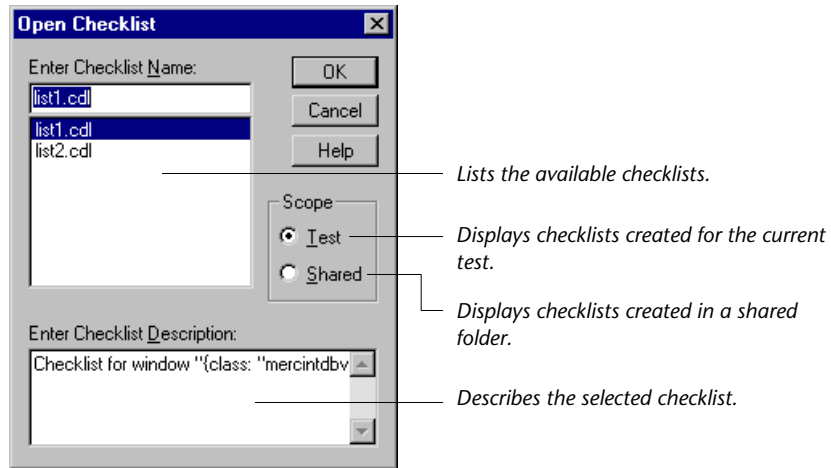 Open Checklist
Enter Checklist Name:
list1.cdl
list1.cdl
list2.cdl
OK
Cancel
Help
Scope
Test
Shared
Enter Checklist Description:
Checklist for window "{class: "mercintdbv
Lists the available checklists.
Displays checklists created for the current
test.
Displays checklists created in a shared
folder.
Describes the selected checklist.